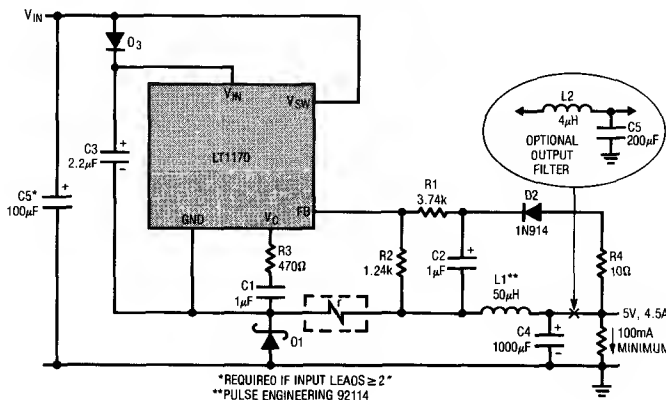 VIN
D3
VIN
VSW
L2
4µH
C5
200µF
OPTIONAL
OUTPUT
FILTER
C3
2.2µF
+
−
LT1170
C5*
100µF
+
GND
VC
FB
R1
3.74k
D2
1N914
R3
470Ω
R2
1.24k
C2
1µF
+
R4
10Ω
C1
1µF
r
L1**
50µH
5V, 4.5A
D1
C4
1000µF
+
−
100mA
MINIMUM
*REQUIRED IF INPUT LEADS ≥ 2"
**PULSE ENGINEERING 92114